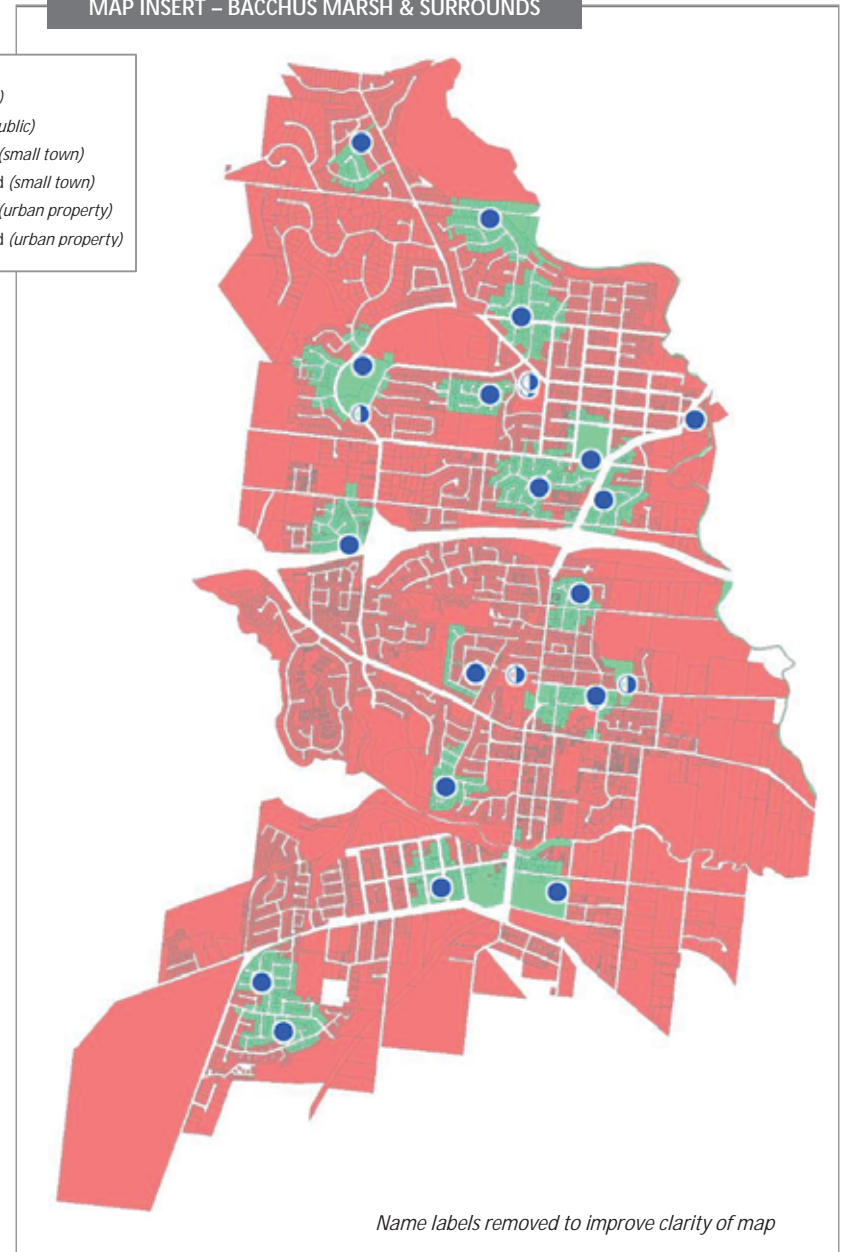 MAP INSERT – BACCHUS MARSH & SURROUNDS
(small town)
(small town)
(urban property)
(urban property)
Name labels removed to improve clarity of map